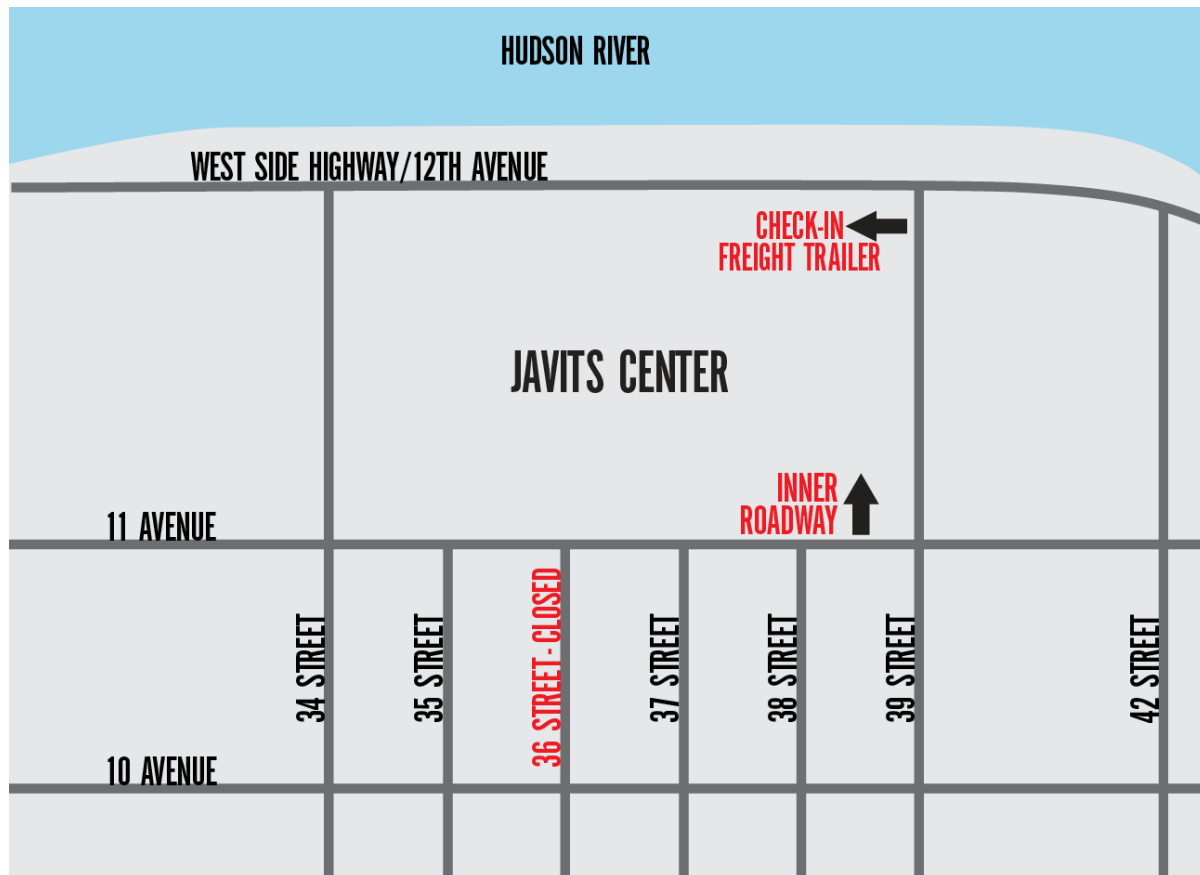 HUDSON RIVER
WEST SIDE HIGHWAY/12TH AVENUE
CHECK-IN
FREIGHT TRAILER
JAVITS CENTER
INNER
ROADWAY
11 AVENUE
34 STREET
35 STREET
36 STREET - CLOSED
37 STREET
38 STREET
39 STREET
42 STREET
10 AVENUE